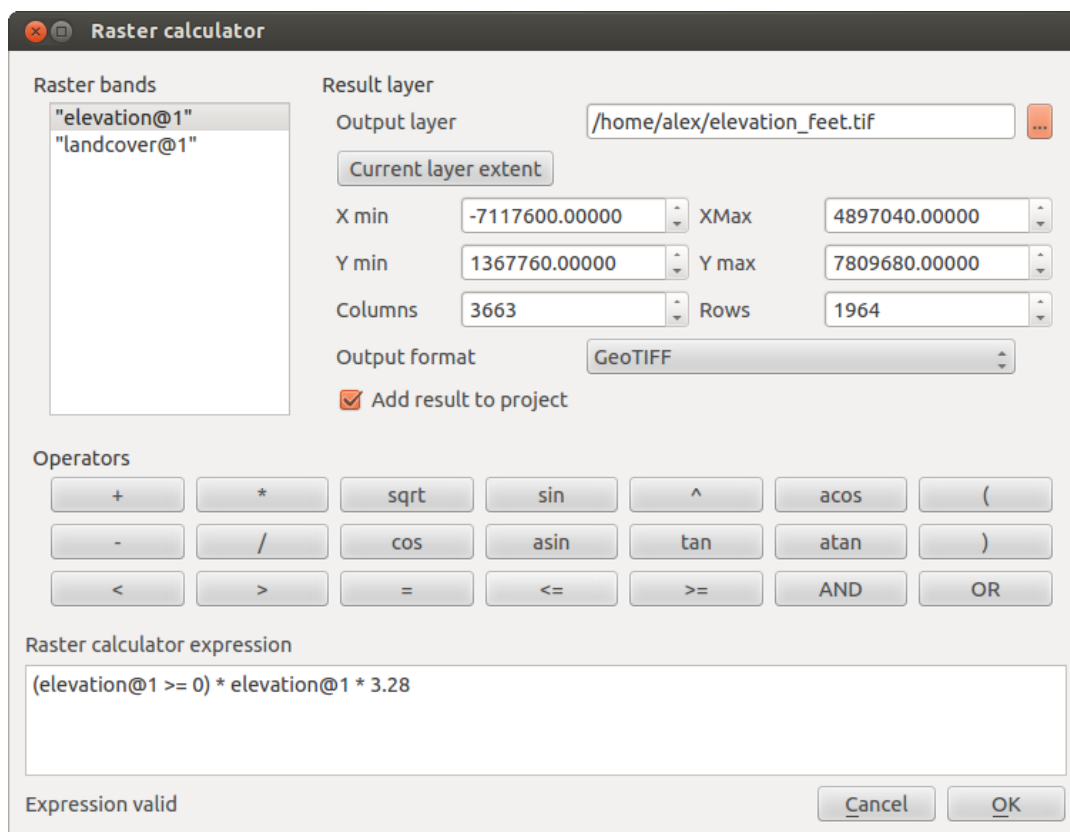 Raster calculator
Raster bands
"elevation@1"
"landcover@1"
Result layer
Output layer /home/alex/elevation_feet.tif ...
Current layer extent
X min -7117600.00000 XMax 4897040.00000
Y min 1367760.00000 Y max 7809680.00000
Columns 3663 Rows 1964
Output format GeoTIFF
Add result to project
Operators
+ * sqrt sin ^ acos (
- / cos asin tan atan )
< > = <= >= AND OR
Raster calculator expression
(elevation@1 >= 0) * elevation@1 * 3.28
Expression valid Cancel OK